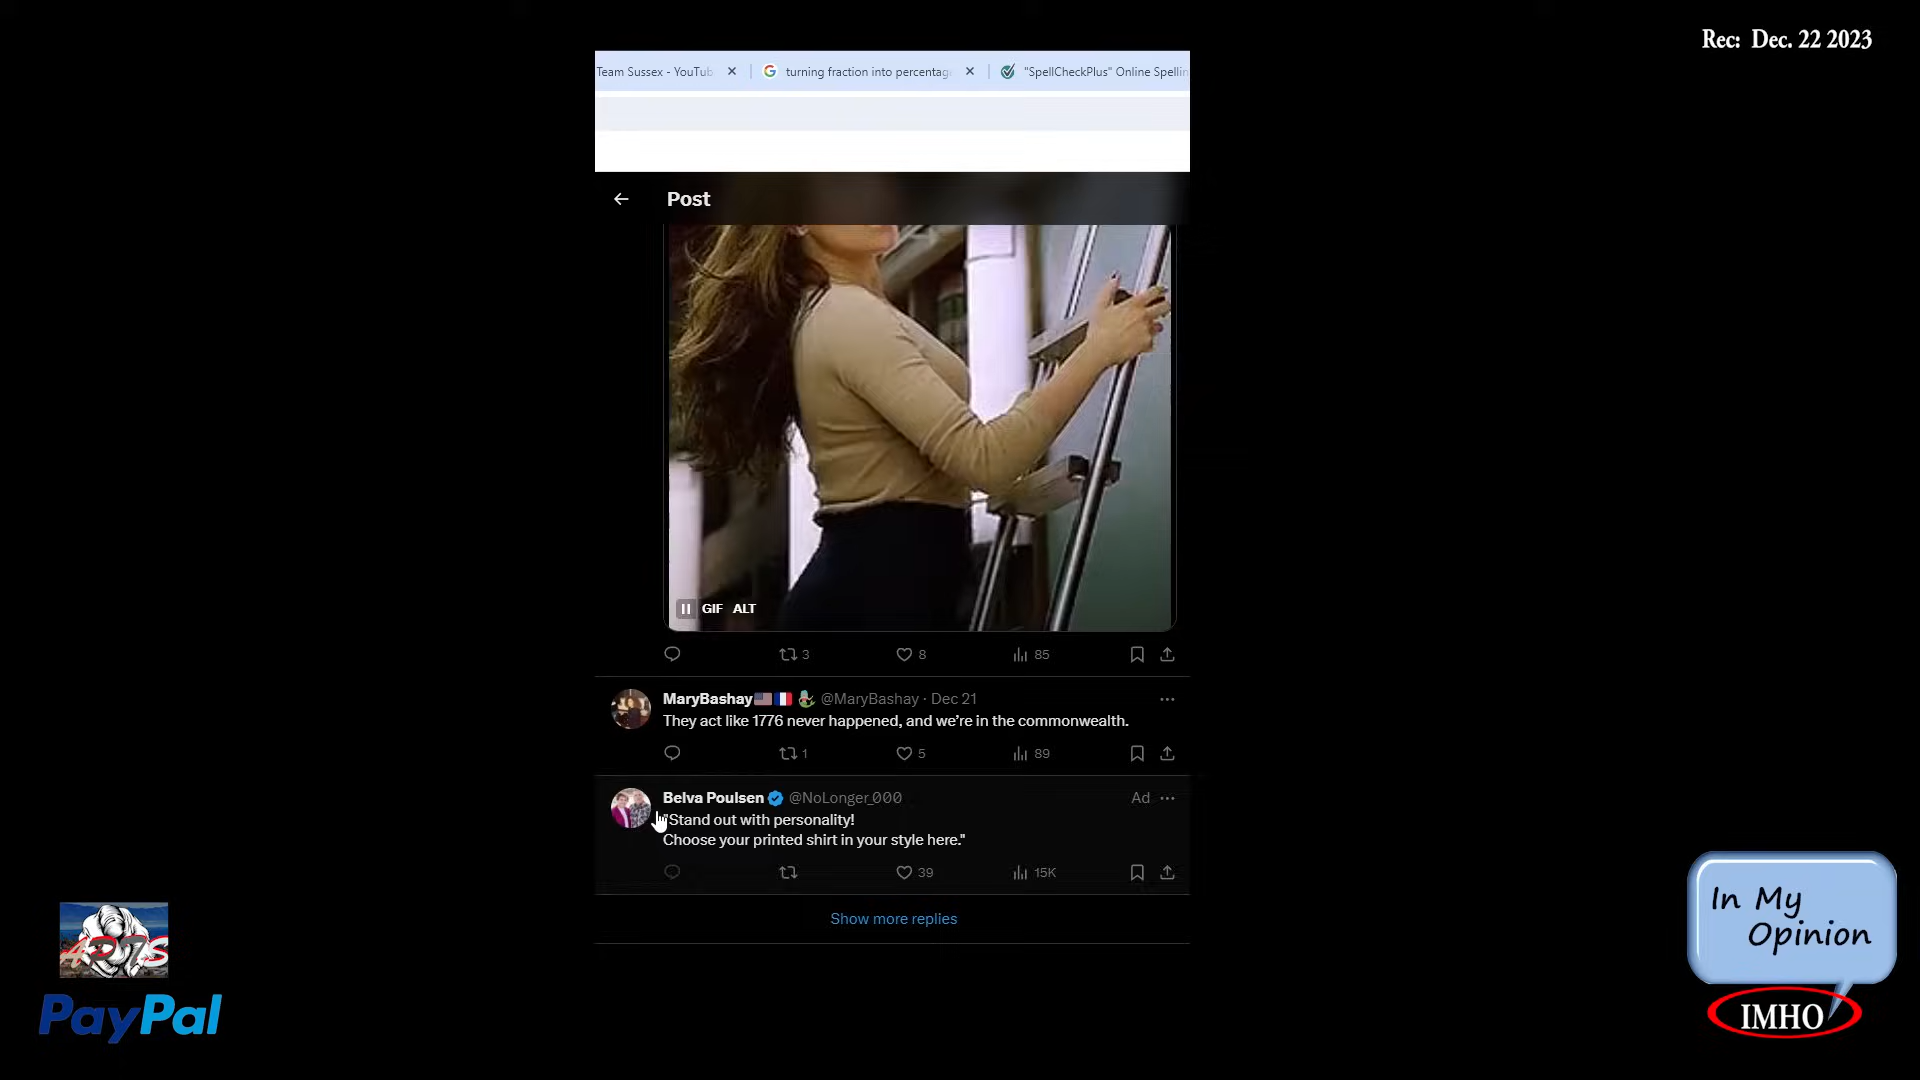 Rec: Dec. 22 2023
Team Sussex - YouTub
turning fraction into percentag
"SpellCheckPlus" Online Spellin
Post
GIF ALT
3 8 85
MaryBashay @MaryBashay · Dec 21
They act like 1776 never happened, and we're in the commonwealth.
1 5 89
Belva Poulsen @NoLonger_000 Ad
"Stand out with personality!
Choose your printed shirt in your style here."
39 15K
Show more replies
In My
Opinion
IMHO
PayPal